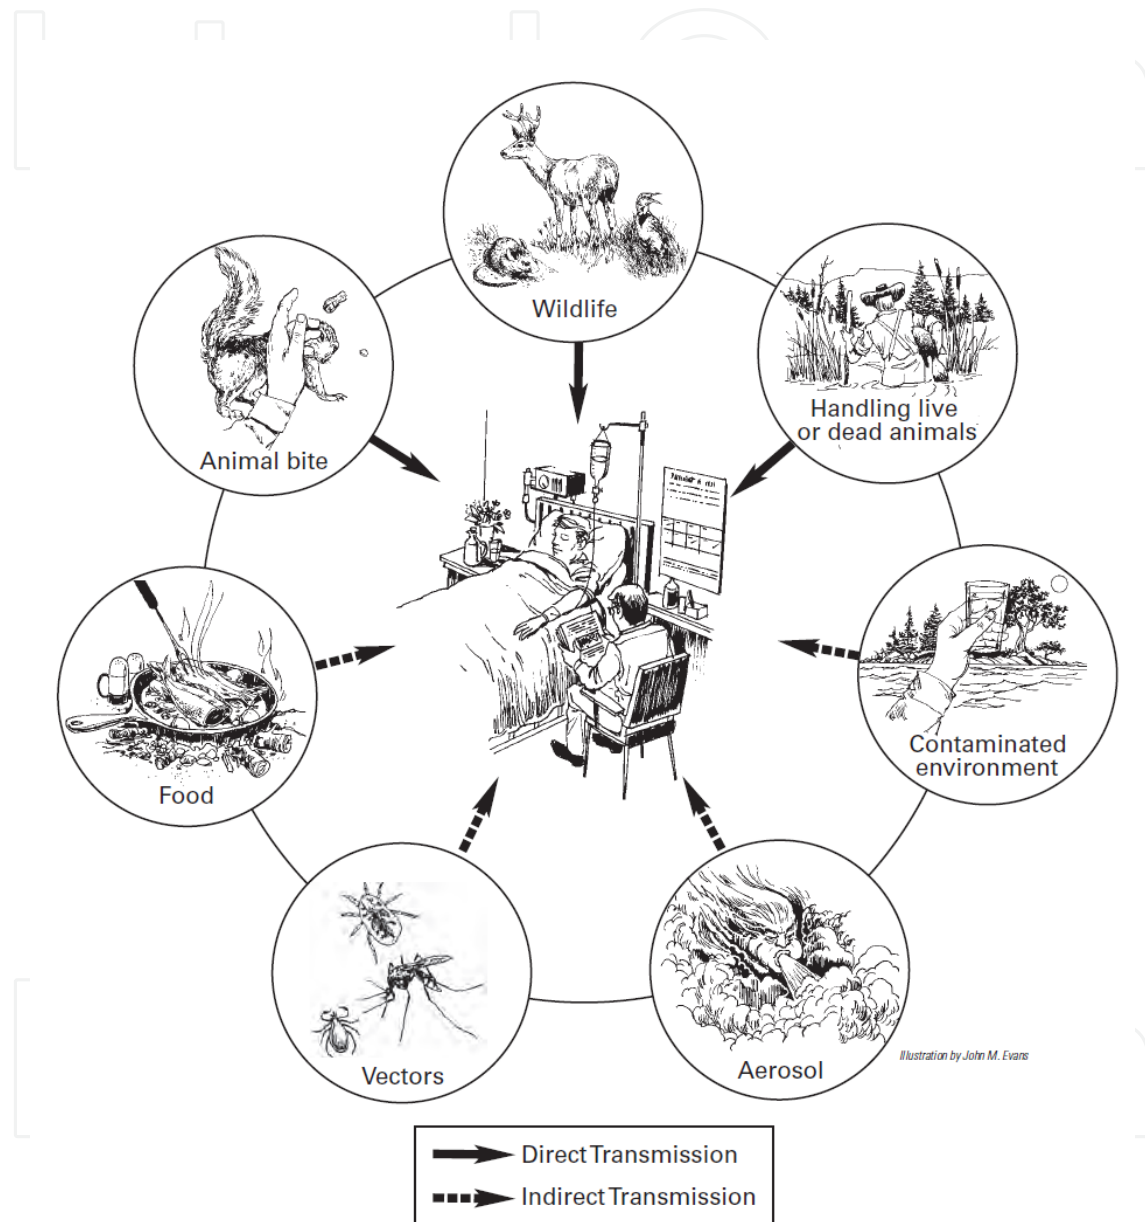 Wildlife
Animal bite
Handling live
or dead animals
Food
Contaminated
environment
Vectors
Aerosol
Illustration by John M. Evans
Direct Transmission
Indirect Transmission